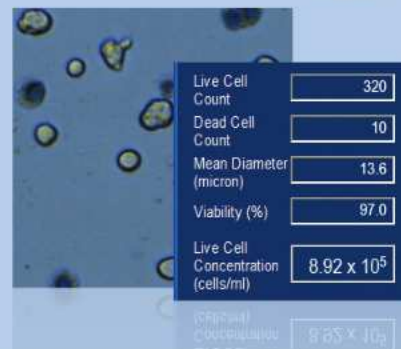 Live Cell
Count
320
Dead Cell
Count
10
Mean Diameter
(micron)
13.6
Viability (%)
97.0
Live Cell
Concentration
(cells/ml)
8.92 x 10⁵